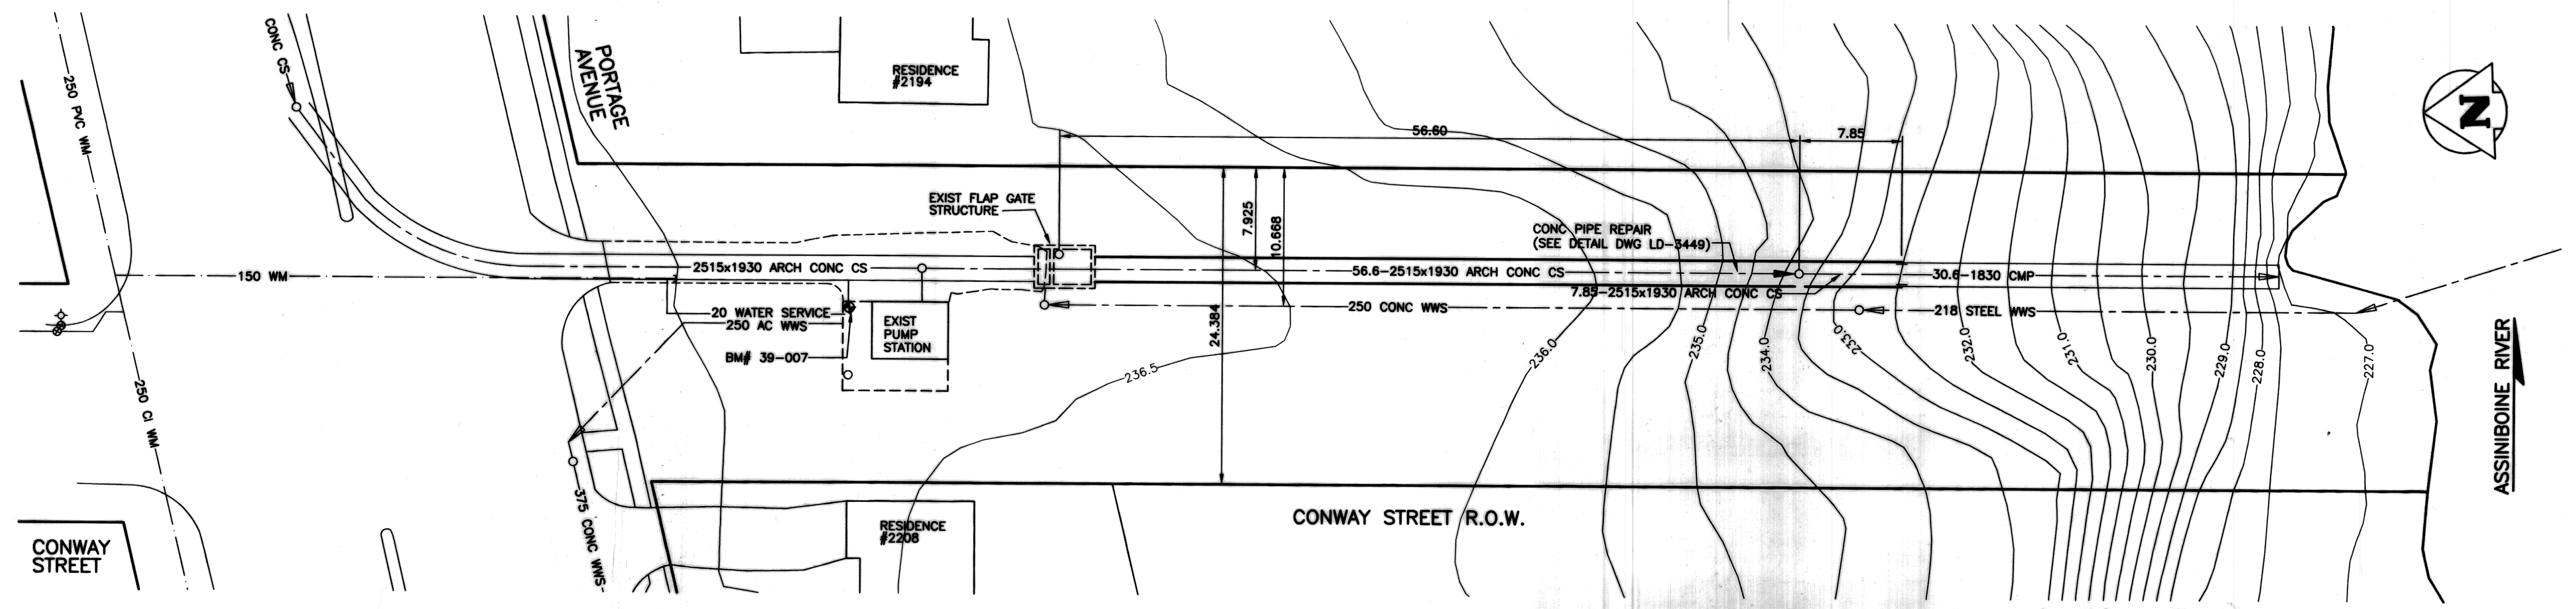 CONC CS
250 PVC WM
PORTAGE
AVENUE
RESIDENCE
#2194
56.60
7.85
N
EXIST FLAP GATE
STRUCTURE
7.925
10.668
CONC PIPE REPAIR
(SEE DETAIL DWG LD-3449)
150 WM
2515x1930 ARCH CONC CS
56.6-2515x1930 ARCH CONC CS
30.6-1830 CMP
7.85-2515x1930 ARCH CONC CS
20 WATER SERVICE
250 AC WWS
250 CONC WWS
218 STEEL WWS
EXIST
PUMP
STATION
BM# 39-007
24.384
236.5
236.0
235.0
234.0
233.0
232.0
231.0
230.0
229.0
228.0
227.0
ASSINIBOINE RIVER
250 CI WM
375 CONC WWS
RESIDENCE
#2208
CONWAY STREET R.O.W.
CONWAY
STREET